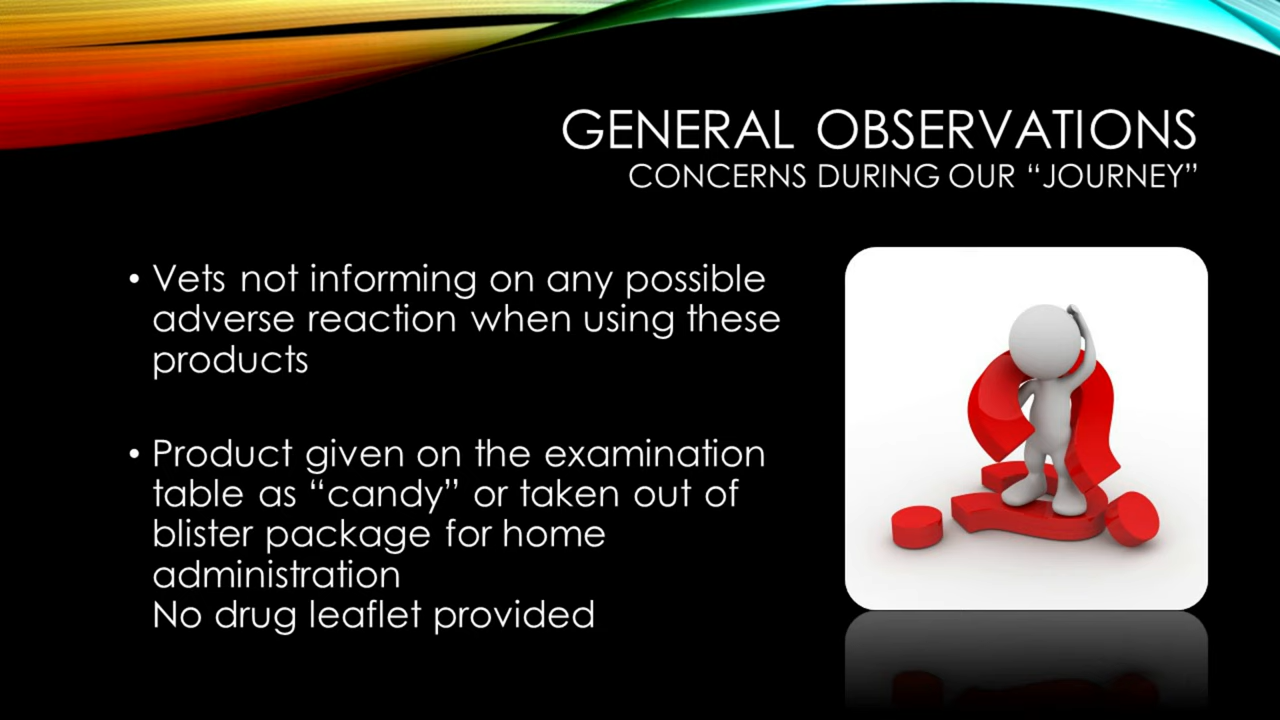 GENERAL OBSERVATIONS
CONCERNS DURING OUR “JOURNEY”
• Vets not informing on any possible
adverse reaction when using these
products
• Product given on the examination
table as “candy” or taken out of
blister package for home
administration
No drug leaflet provided